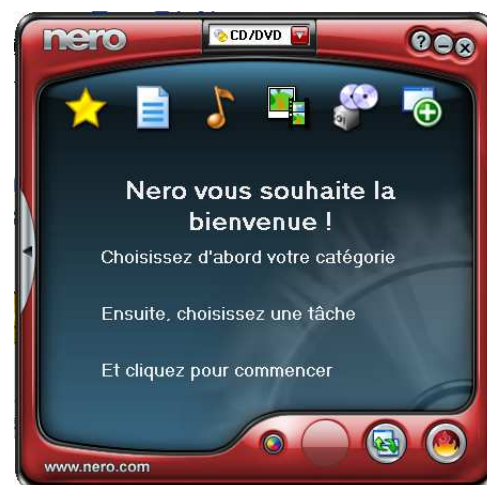 nero
CD/DVD
Nero vous souhaite la
bienvenue !
Choisissez d'abord votre catégorie
Ensuite, choisissez une tâche
Et cliquez pour commencer
www.nero.com